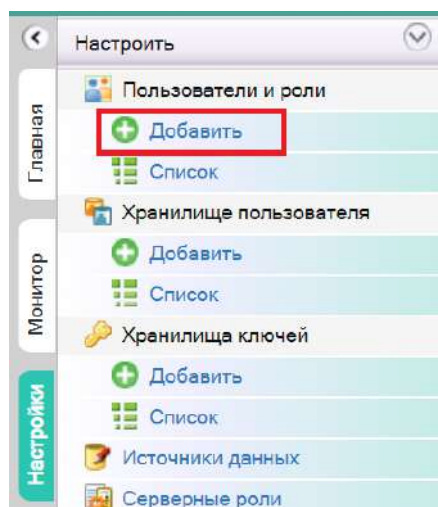 Настроить
Пользователи и роли
Добавить
Список
Хранилище пользователя
Добавить
Список
Хранилища ключей
Добавить
Список
Источники данных
Серверные роли
Главная
Монитор
Настройки